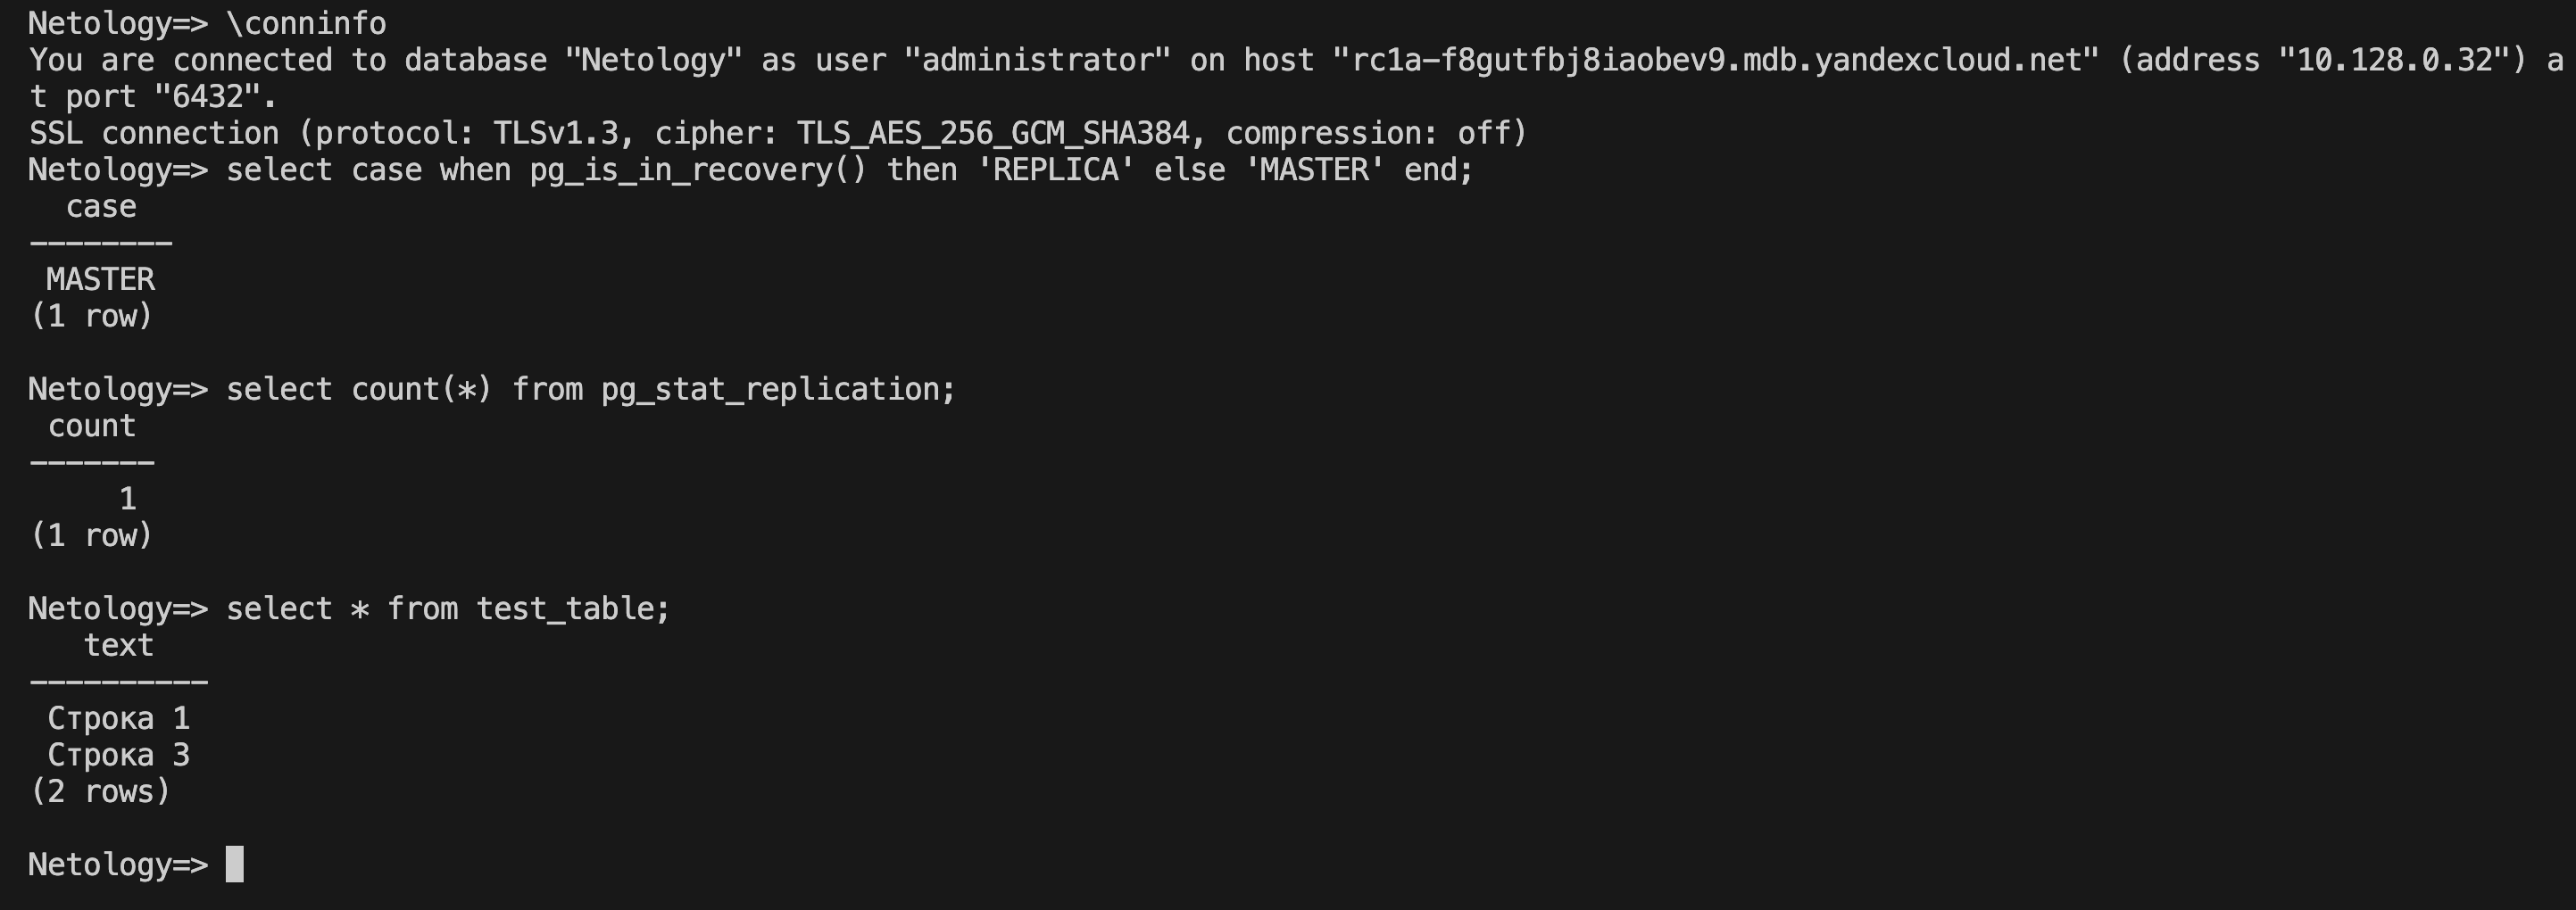 Netology=> \conninfo
You are connected to database "Netology" as user "administrator" on host "rc1a-f8gutfbj8iaobev9.mdb.yandexcloud.net" (address "10.128.0.32") a
t port "6432".
SSL connection (protocol: TLSv1.3, cipher: TLS_AES_256_GCM_SHA384, compression: off)
Netology=> select case when pg_is_in_recovery() then 'REPLICA' else 'MASTER' end;
  case
--------
 MASTER
(1 row)

Netology=> select count(*) from pg_stat_replication;
 count
-------
     1
(1 row)

Netology=> select * from test_table;
   text
----------
 Строка 1
 Строка 3
(2 rows)

Netology=>